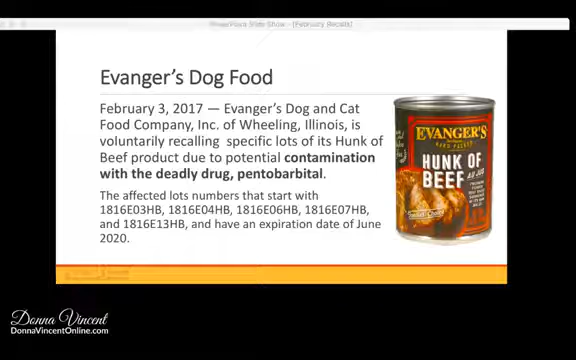 PowerPoint Slide Show - [February Recalls]
Evanger's Dog Food
February 3, 2017 — Evanger's Dog and Cat
Food Company, Inc. of Wheeling, Illinois, is
voluntarily recalling specific lots of its Hunk of
Beef product due to potential contamination
with the deadly drug, pentobarbital.
The affected lots numbers that start with
1816E03HB, 1816E04HB, 1816E06HB, 1816E07HB,
and 1816E13HB, and have an expiration date of June
2020.
EVANGER'S
HAND PACKED
HUNK OF
BEEF
AU JUS
Donna Vincent
DonnaVincentOnline.com